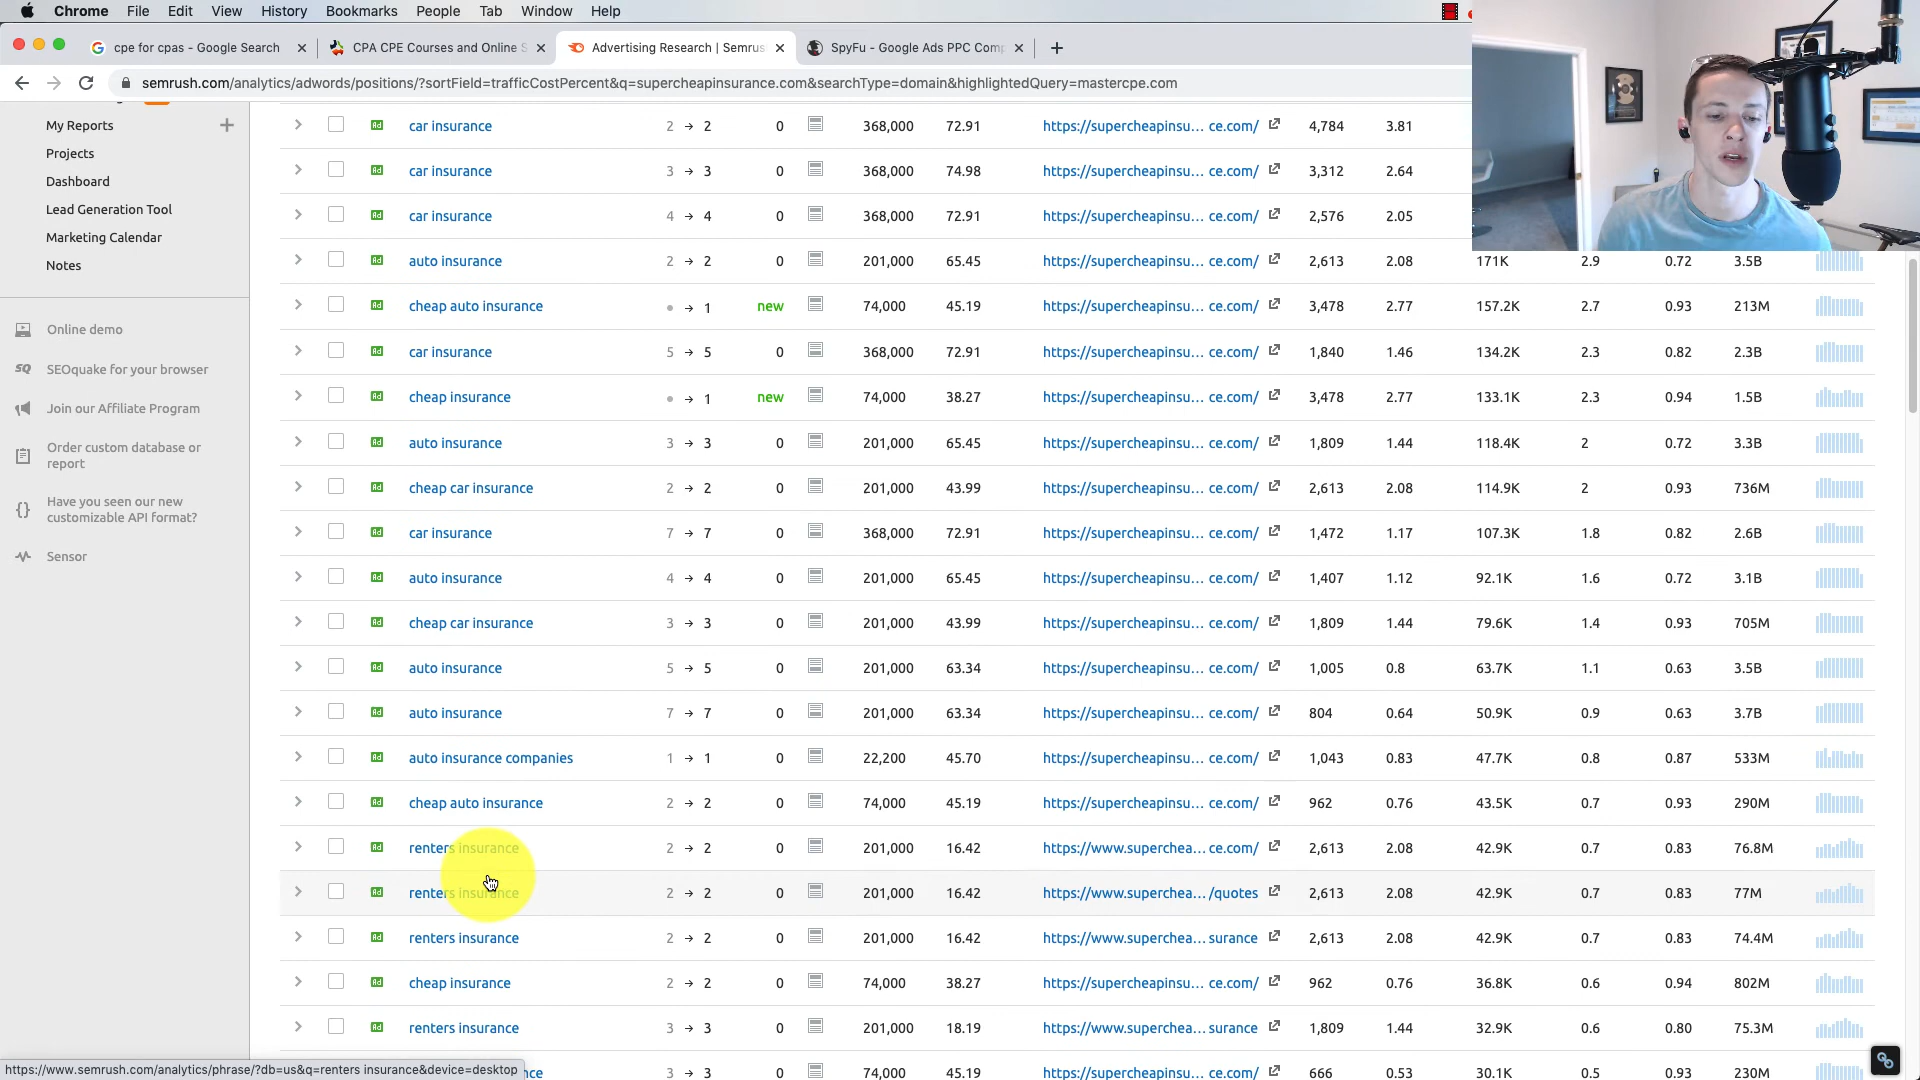 Chrome File Edit View History Bookmarks People Tab Window Help
cpe for cpas - Google Search CPA CPE Courses and Online S Advertising Research | Semrus SpyFu - Google Ads PPC Comp
semrush.com/analytics/adwords/positions/?sortField=trafficCostPercent&q=supercheapinsurance.com&searchType=domain&highlightedQuery=mastercpe.com
My Reports
Projects
Dashboard
Lead Generation Tool
Marketing Calendar
Notes
Online demo
SEOquake for your browser
Join our Affiliate Program
Order custom database or
report
Have you seen our new
customizable API format?
Sensor
Ad car insurance 2 → 2 0 368,000 72.91 https://supercheapinsu... ce.com/ 4,784 3.81
Ad car insurance 3 → 3 0 368,000 74.98 https://supercheapinsu... ce.com/ 3,312 2.64
Ad car insurance 4 → 4 0 368,000 72.91 https://supercheapinsu... ce.com/ 2,576 2.05
Ad auto insurance 2 → 2 0 201,000 65.45 https://supercheapinsu... ce.com/ 2,613 2.08 171K 2.9 0.72 3.5B
Ad cheap auto insurance • → 1 new 74,000 45.19 https://supercheapinsu... ce.com/ 3,478 2.77 157.2K 2.7 0.93 213M
Ad car insurance 5 → 5 0 368,000 72.91 https://supercheapinsu... ce.com/ 1,840 1.46 134.2K 2.3 0.82 2.3B
Ad cheap insurance • → 1 new 74,000 38.27 https://supercheapinsu... ce.com/ 3,478 2.77 133.1K 2.3 0.94 1.5B
Ad auto insurance 3 → 3 0 201,000 65.45 https://supercheapinsu... ce.com/ 1,809 1.44 118.4K 2 0.72 3.3B
Ad cheap car insurance 2 → 2 0 201,000 43.99 https://supercheapinsu... ce.com/ 2,613 2.08 114.9K 2 0.93 736M
Ad car insurance 7 → 7 0 368,000 72.91 https://supercheapinsu... ce.com/ 1,472 1.17 107.3K 1.8 0.82 2.6B
Ad auto insurance 4 → 4 0 201,000 65.45 https://supercheapinsu... ce.com/ 1,407 1.12 92.1K 1.6 0.72 3.1B
Ad cheap car insurance 3 → 3 0 201,000 43.99 https://supercheapinsu... ce.com/ 1,809 1.44 79.6K 1.4 0.93 705M
Ad auto insurance 5 → 5 0 201,000 63.34 https://supercheapinsu... ce.com/ 1,005 0.8 63.7K 1.1 0.63 3.5B
Ad auto insurance 7 → 7 0 201,000 63.34 https://supercheapinsu... ce.com/ 804 0.64 50.9K 0.9 0.63 3.7B
Ad auto insurance companies 1 → 1 0 22,200 45.70 https://supercheapinsu... ce.com/ 1,043 0.83 47.7K 0.8 0.87 533M
Ad cheap auto insurance 2 → 2 0 74,000 45.19 https://supercheapinsu... ce.com/ 962 0.76 43.5K 0.7 0.93 290M
Ad renters insurance 2 → 2 0 201,000 16.42 https://www.superchea... ce.com/ 2,613 2.08 42.9K 0.7 0.83 76.8M
Ad renters insurance 2 → 2 0 201,000 16.42 https://www.superchea... /quotes 2,613 2.08 42.9K 0.7 0.83 77M
Ad renters insurance 2 → 2 0 201,000 16.42 https://www.superchea... surance 2,613 2.08 42.9K 0.7 0.83 74.4M
Ad cheap insurance 2 → 2 0 74,000 38.27 https://supercheapinsu... ce.com/ 962 0.76 36.8K 0.6 0.94 802M
Ad renters insurance 3 → 3 0 201,000 18.19 https://www.superchea... surance 1,809 1.44 32.9K 0.6 0.80 75.3M
nce 3 → 3 0 74,000 45.19 https://supercheapinsu... ce.com/ 666 0.53 30.1K 0.5 0.93 230M
https://www.semrush.com/analytics/phrase/?db=us&q=renters insurance&device=desktop